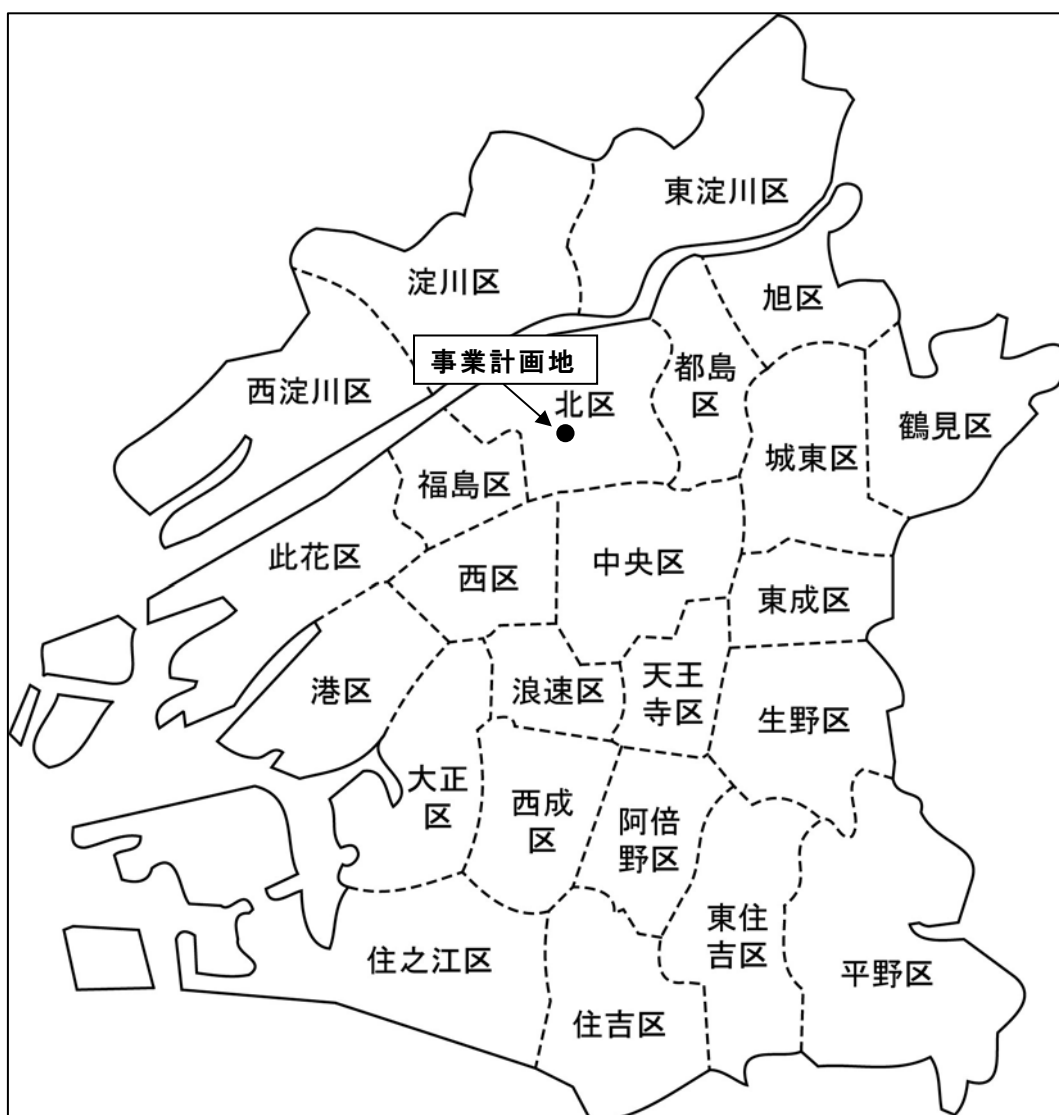 東淀川区
淀川区
旭区
事業計画地
都島
区
西淀川区
北区
鶴見区
城東区
福島区
此花区
西区
中央区
東成区
天王
寺区
港区
浪速区
生野区
大正
区
西成
区
阿倍
野区
東住
吉区
住之江区
平野区
住吉区